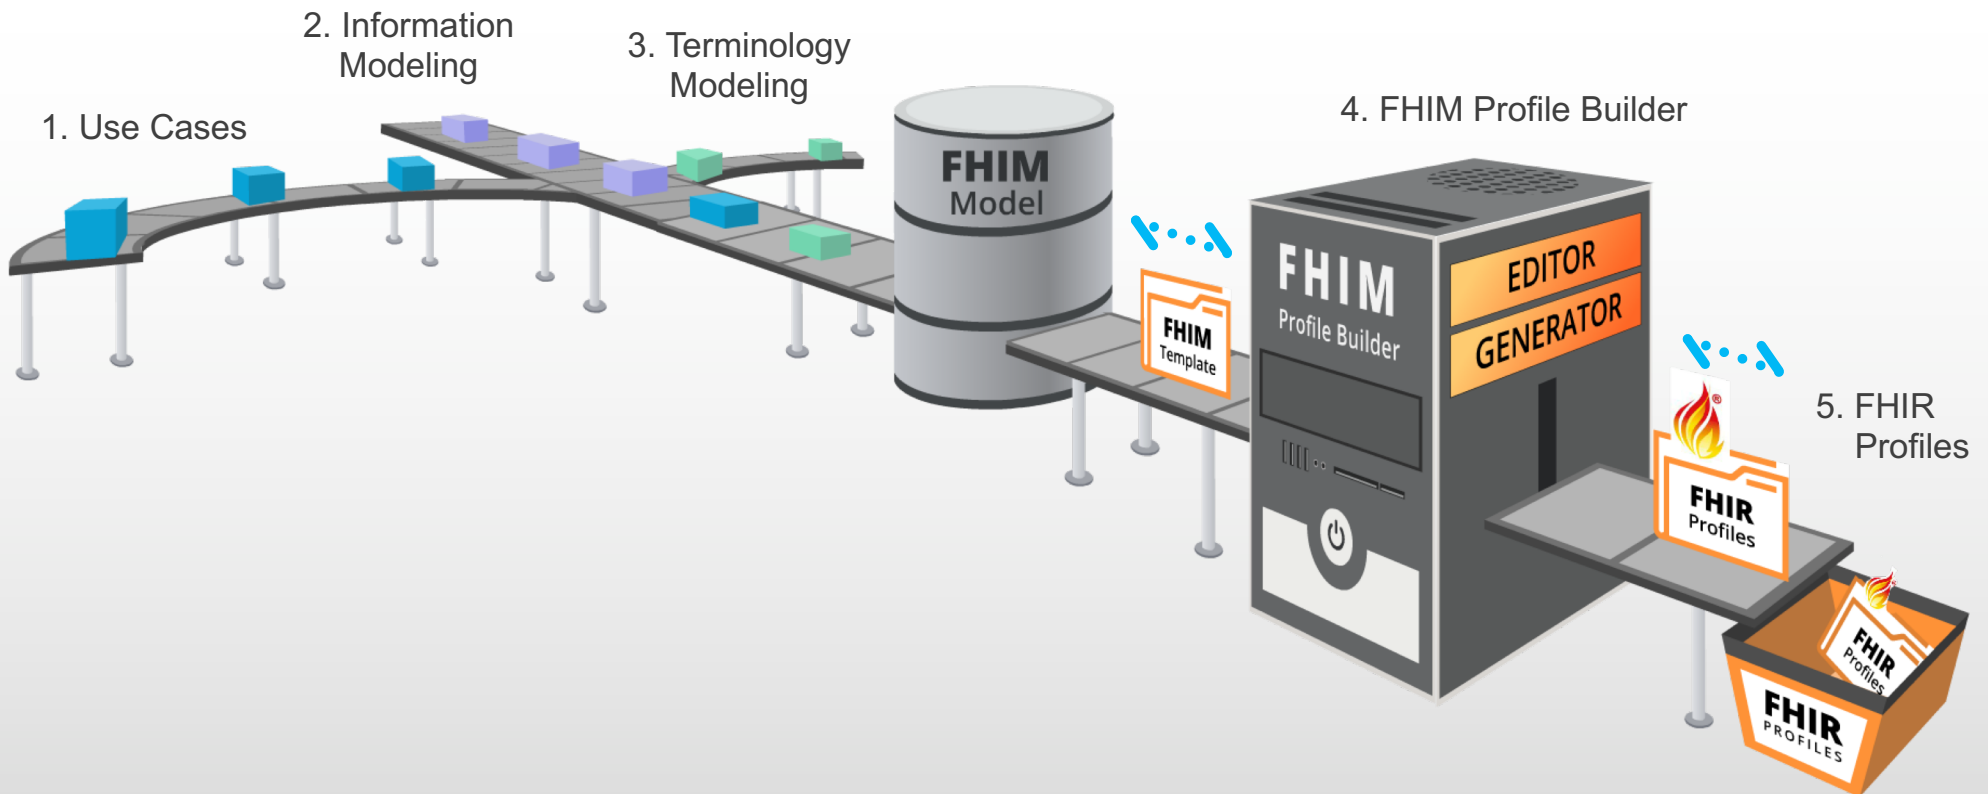 1. Use Cases
2. Information
Modeling
3. Terminology
Modeling
FHIM
Model
4. FHIM Profile Builder
FHIM
Template
FHIM
Profile Builder
EDITOR
GENERATOR
5. FHIR
Profiles
®
FHIR
Profiles
FHIR
Profiles
FHIR
PROFILES